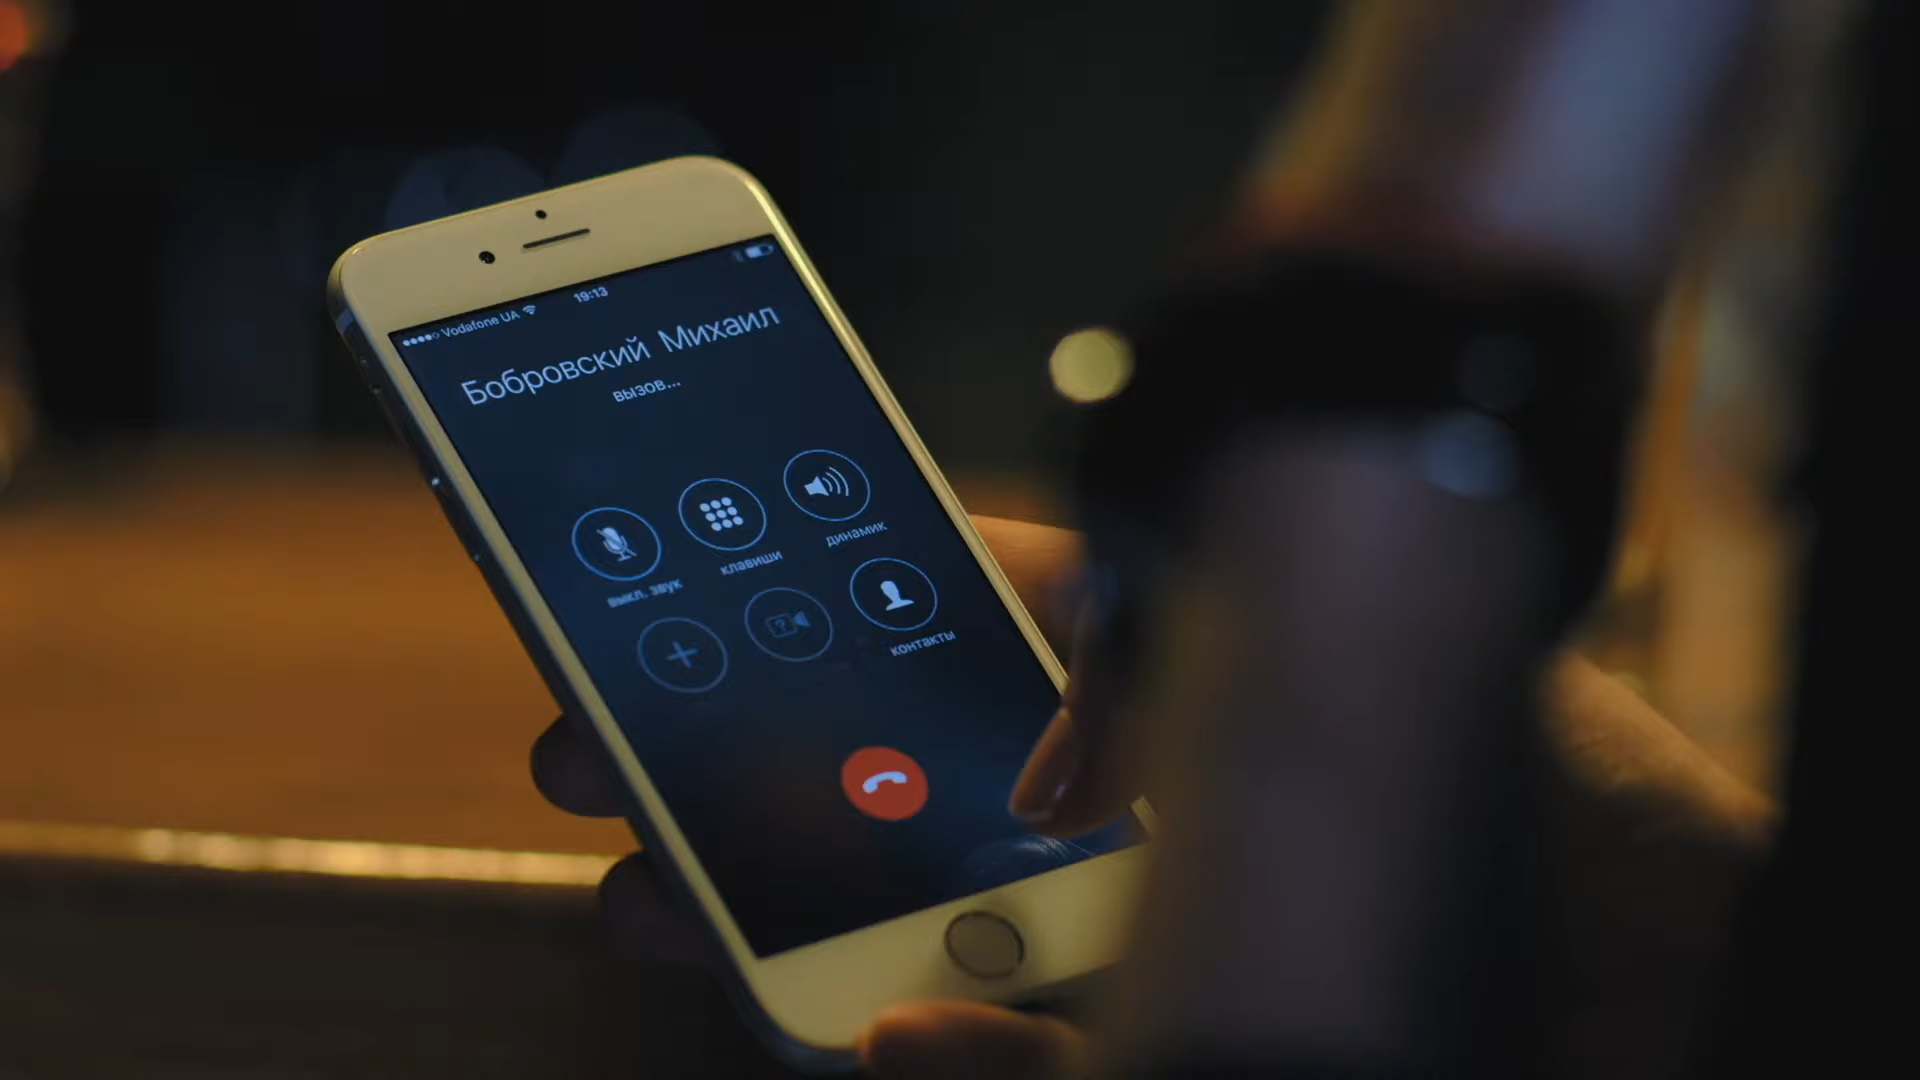 Vodafone UA 19:13
Бобровский Михаил
вызов...
выкл. звук клавиши динамик
контакты